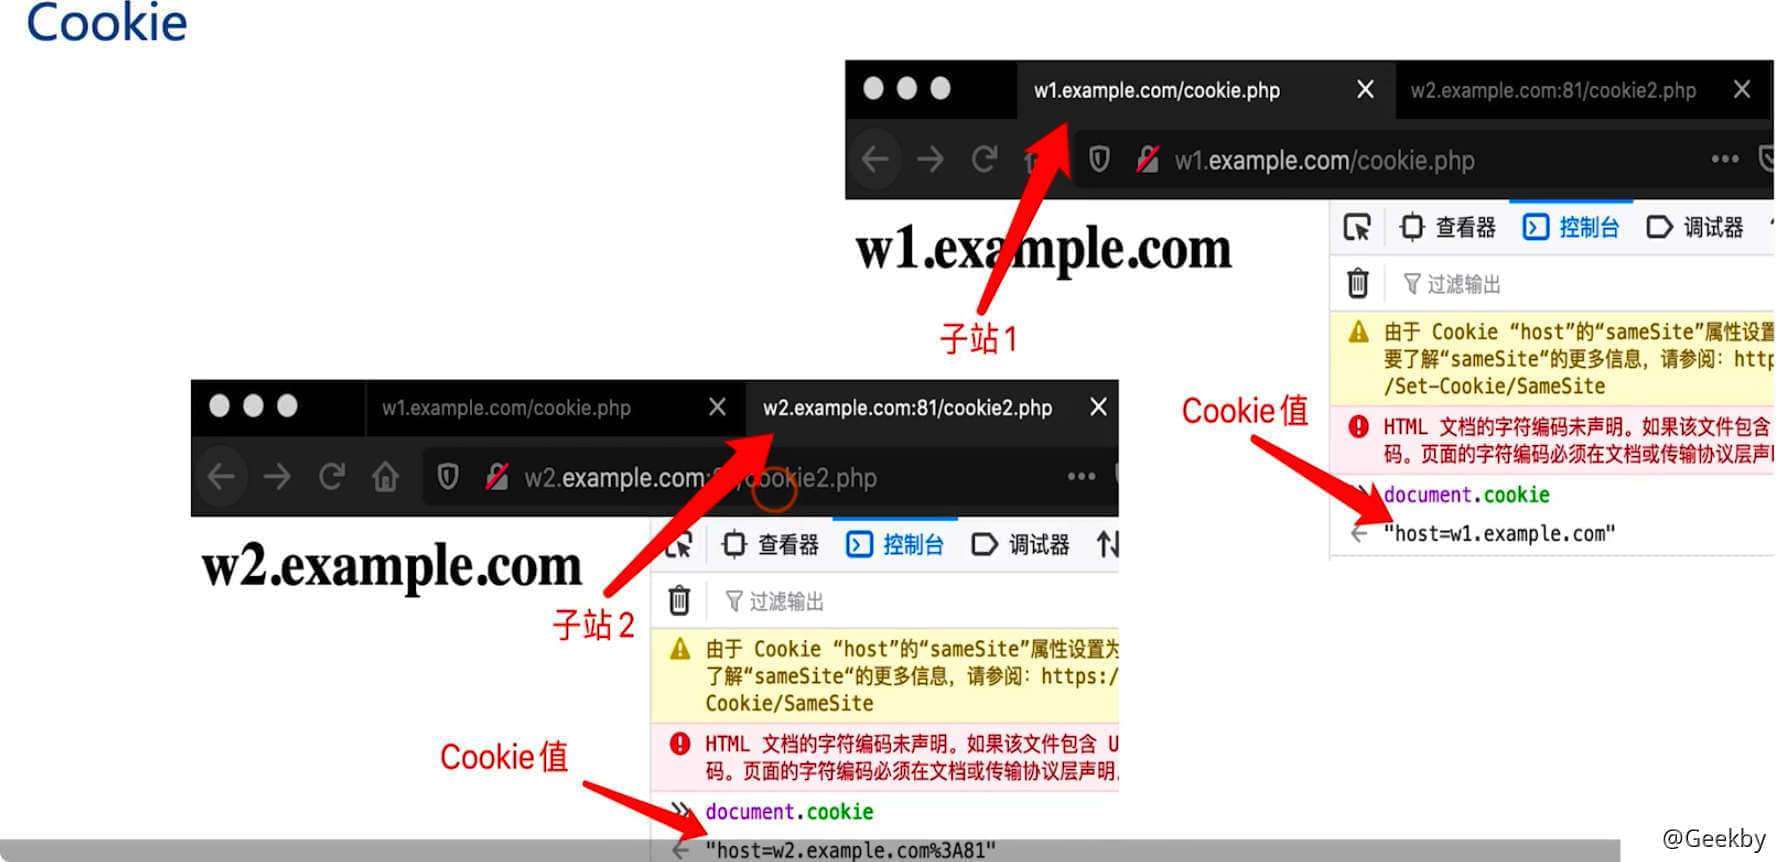 Cookie
w1.example.com/cookie.php
w2.example.com:81/cookie2.php
w1.example.com/cookie.php
w1.example.com
查看器
控制台
调试器
过滤输出
子站1
由于 Cookie “host”的“sameSite”属性设置
要了解“sameSite“的更多信息，请参阅：http
/Set-Cookie/SameSite
Cookie值
HTML 文档的字符编码未声明。如果该文件包含
码。页面的字符编码必须在文档或传输协议层声
document.cookie
"host=w1.example.com"
w1.example.com/cookie.php
w2.example.com:81/cookie2.php
w2.example.com: /cookie2.php
w2.example.com
查看器
控制台
调试器
过滤输出
子站2
由于 Cookie “host”的“sameSite”属性设置为
了解“sameSite“的更多信息，请参阅：https:/
Cookie/SameSite
Cookie值
HTML 文档的字符编码未声明。如果该文件包含 U
码。页面的字符编码必须在文档或传输协议层声明
document.cookie
"host=w2.example.com%3A81"
@Geekby